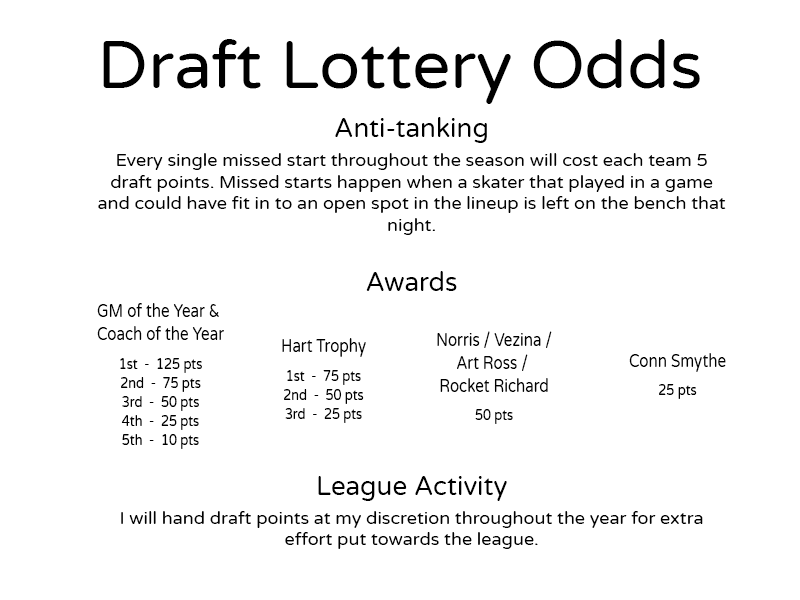 Draft Lottery Odds
Anti-tanking
Every single missed start throughout the season will cost each team 5
draft points. Missed starts happen when a skater that played in a game
and could have fit in to an open spot in the lineup is left on the bench that
night.
Awards
GM of the Year &
Coach of the Year
1st - 125 pts
2nd - 75 pts
3rd - 50 pts
4th - 25 pts
5th - 10 pts
Hart Trophy
1st - 75 pts
2nd - 50 pts
3rd - 25 pts
Norris / Vezina /
Art Ross /
Rocket Richard
50 pts
Conn Smythe
25 pts
League Activity
I will hand draft points at my discretion throughout the year for extra
effort put towards the league.